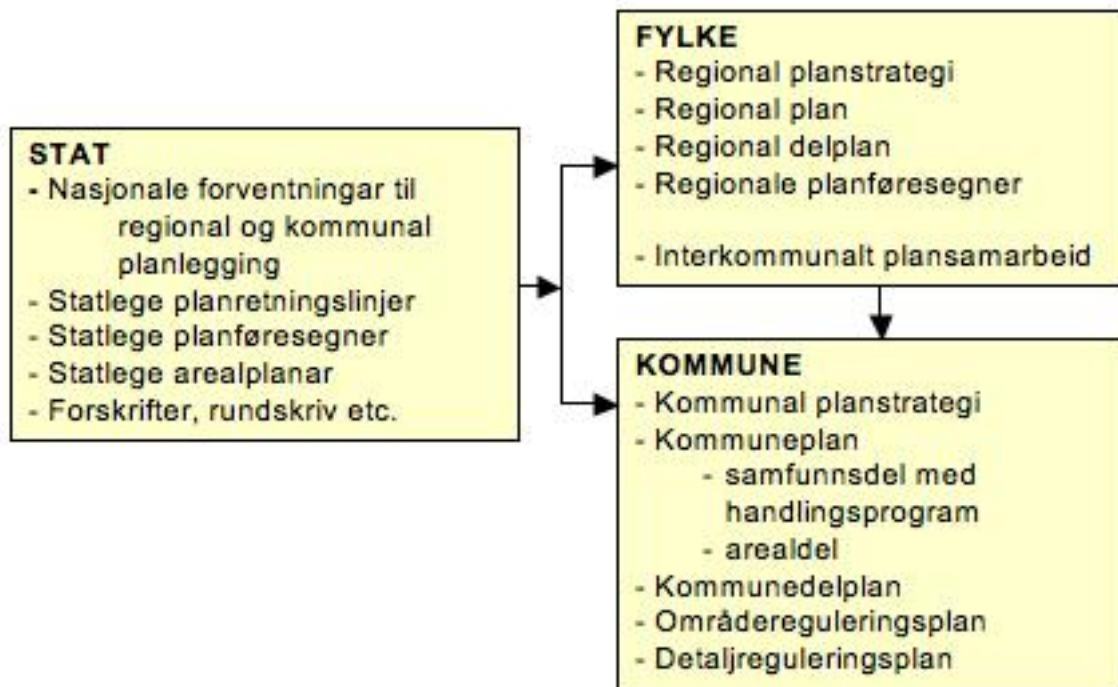 STAT
- Nasjonale forventningar til
regional og kommunal
planlegging
- Statlege planretningslinjer
- Statlege planføresegner
- Statlege arealplanar
- Forskrifter, rundskriv etc.
FYLKE
- Regional planstrategi
- Regional plan
- Regional delplan
- Regionale planføresegner
- Interkommunalt plansamarbeid
KOMMUNE
- Kommunal planstrategi
- Kommuneplan
- samfunnsdel med
handlingsprogram
- arealdel
- Kommunedelplan
- Områdereguleringsplan
- Detaljreguleringsplan